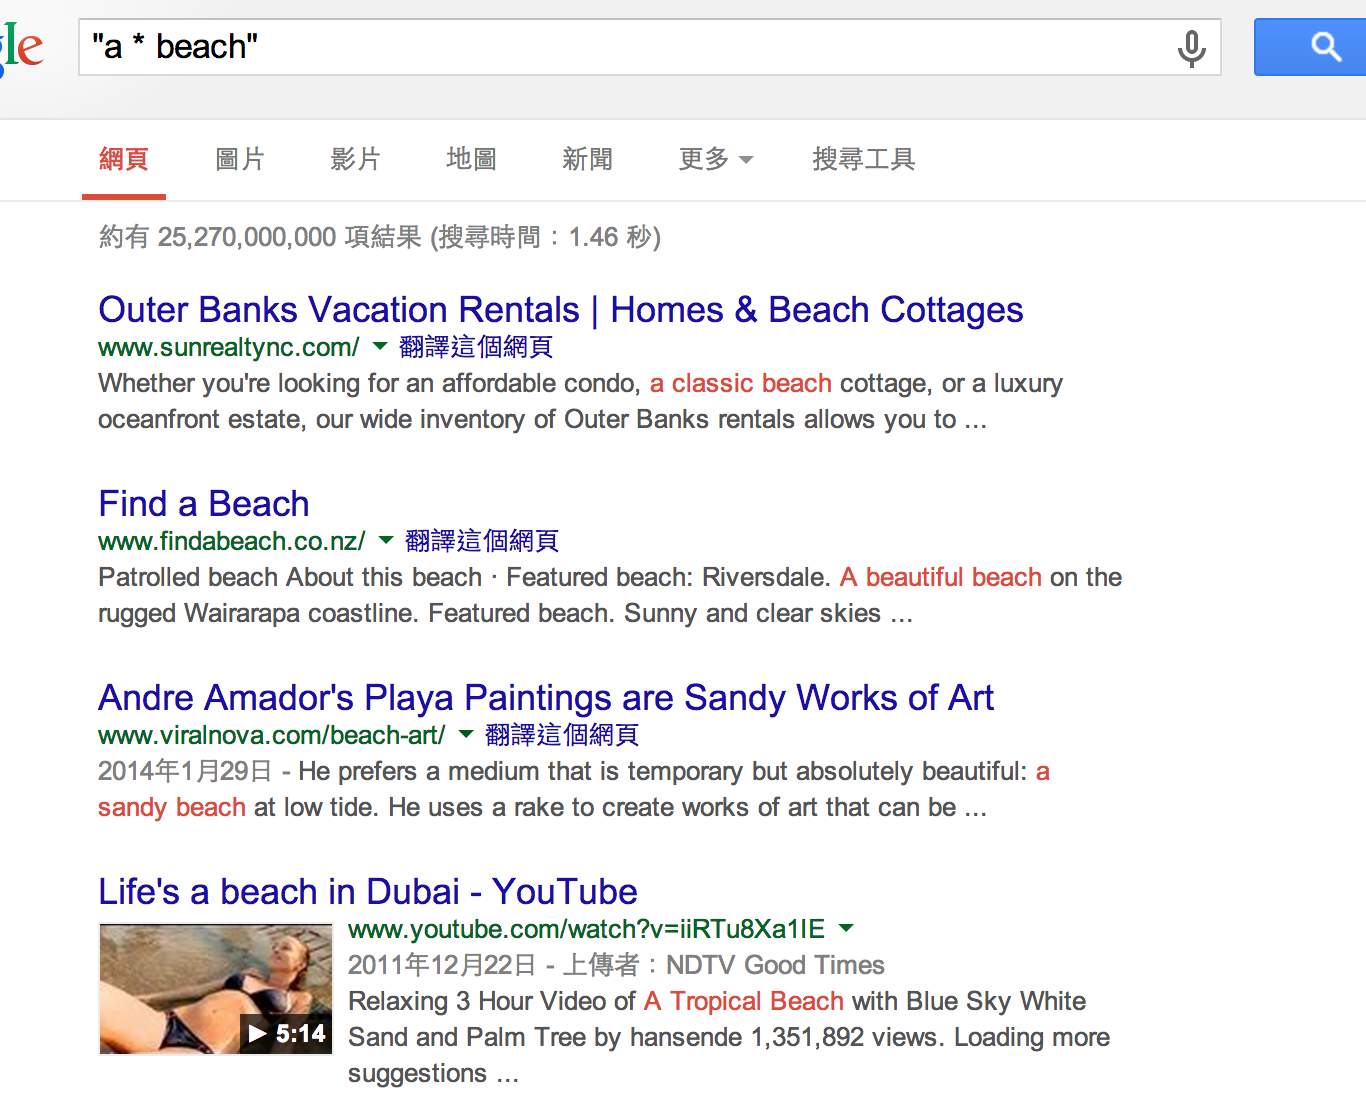 le
"a * beach"
網頁 圖片 影片 地圖 新聞 更多 搜尋工具
約有 25,270,000,000 項結果 (搜尋時間：1.46 秒)
Outer Banks Vacation Rentals | Homes & Beach Cottages
www.sunrealtync.com/ 翻譯這個網頁
Whether you're looking for an affordable condo, a classic beach cottage, or a luxury
oceanfront estate, our wide inventory of Outer Banks rentals allows you to ...
Find a Beach
www.findabeach.co.nz/ 翻譯這個網頁
Patrolled beach About this beach · Featured beach: Riversdale. A beautiful beach on the
rugged Wairarapa coastline. Featured beach. Sunny and clear skies ...
Andre Amador's Playa Paintings are Sandy Works of Art
www.viralnova.com/beach-art/ 翻譯這個網頁
2014年1月29日 - He prefers a medium that is temporary but absolutely beautiful: a
sandy beach at low tide. He uses a rake to create works of art that can be ...
Life's a beach in Dubai - YouTube
www.youtube.com/watch?v=iiRTu8Xa1IE
2011年12月22日 - 上傳者：NDTV Good Times
Relaxing 3 Hour Video of A Tropical Beach with Blue Sky White
5:14
Sand and Palm Tree by hansende 1,351,892 views. Loading more
suggestions ...